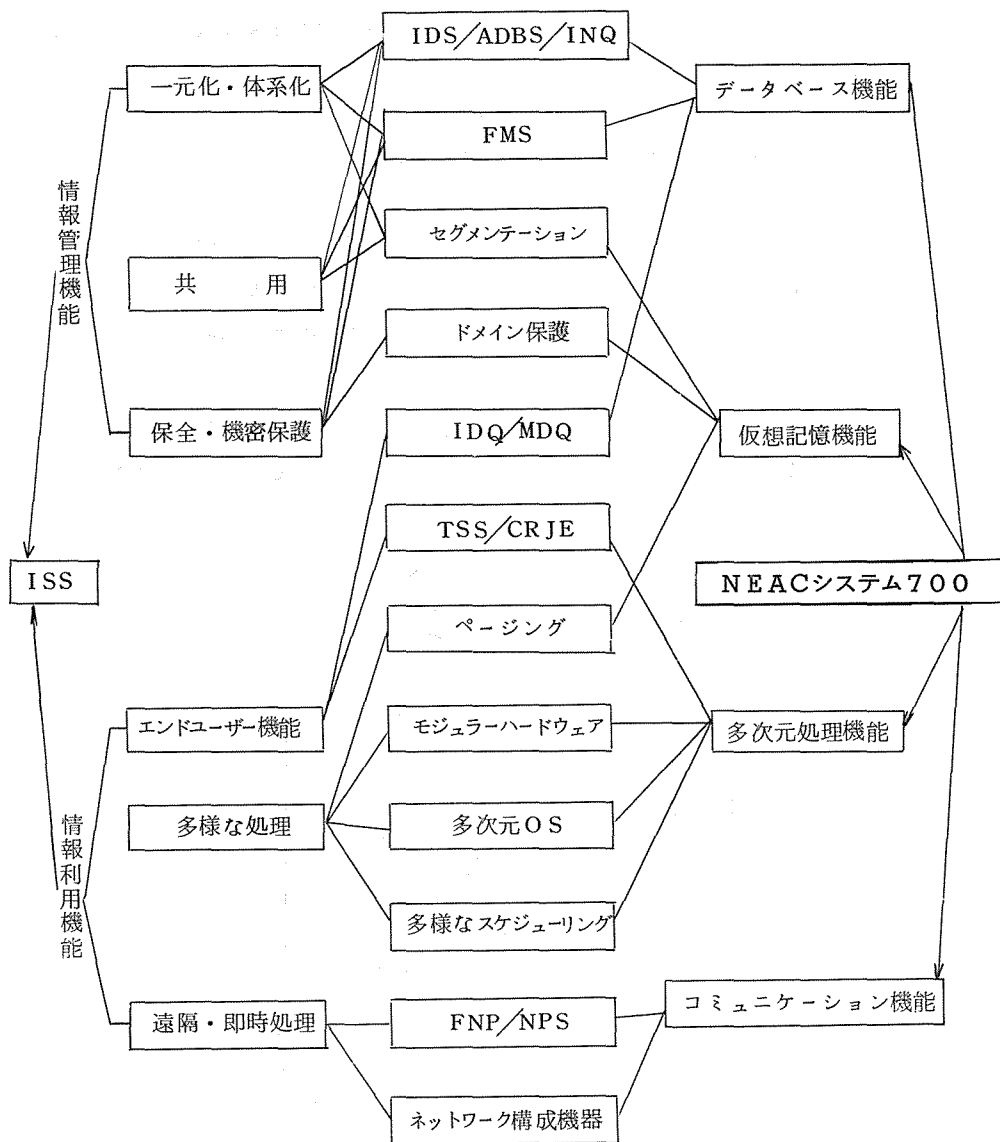 IDS/ADBS/INQ
一元化・体系化
データベース機能
FMS
情報管理機能
セグメンテーション
共用
ドメイン保護
保全・機密保護
IDQ/MDQ
仮想記憶機能
TSS/CRJE
ISS
NEACシステム700
ページング
エンドユーザー機能
モジュラーハードウェア
多次元処理機能
多様な処理
多次元OS
情報利用機能
多様なスケジューリング
コミュニケーション機能
遠隔・即時処理
FNP/NPS
ネットワーク構成機器